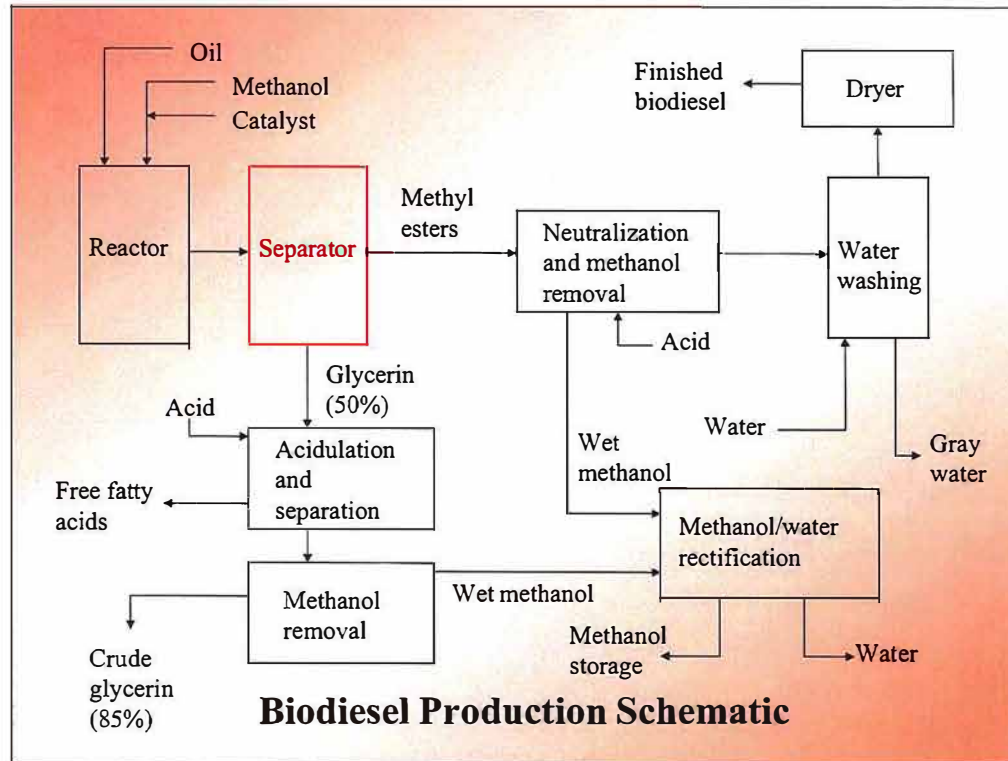 Oil
Methanol
Catalyst
Finished
biodiesel
Dryer
Reactor
Separator
Methyl
esters
Neutralization
and methanol
removal
Water
washing
Acid
Glycerin
(50%)
Acid
Water
Gray
water
Wet
methanol
Acidulation
and
separation
Free fatty
acids
Methanol/water
rectification
Methanol
removal
Wet methanol
Methanol
storage
Water
Crude
glycerin
(85%)
Biodiesel Production Schematic